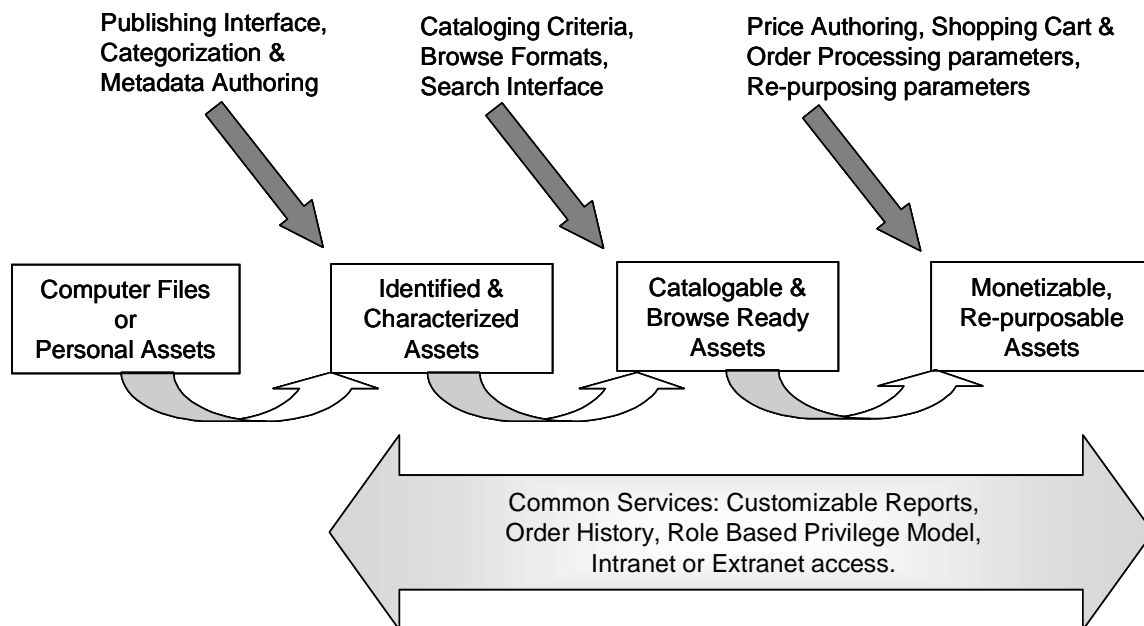 Publishing Interface,
Categorization &
Metadata Authoring
Cataloging Criteria,
Browse Formats,
Search Interface
Price Authoring, Shopping Cart &
Order Processing parameters,
Re-purposing parameters
Computer Files
or
Personal Assets
Identified &
Characterized
Assets
Catalogable &
Browse Ready
Assets
Monetizable,
Re-purposable
Assets
Common Services: Customizable Reports,
Order History, Role Based Privilege Model,
Intranet or Extranet access.